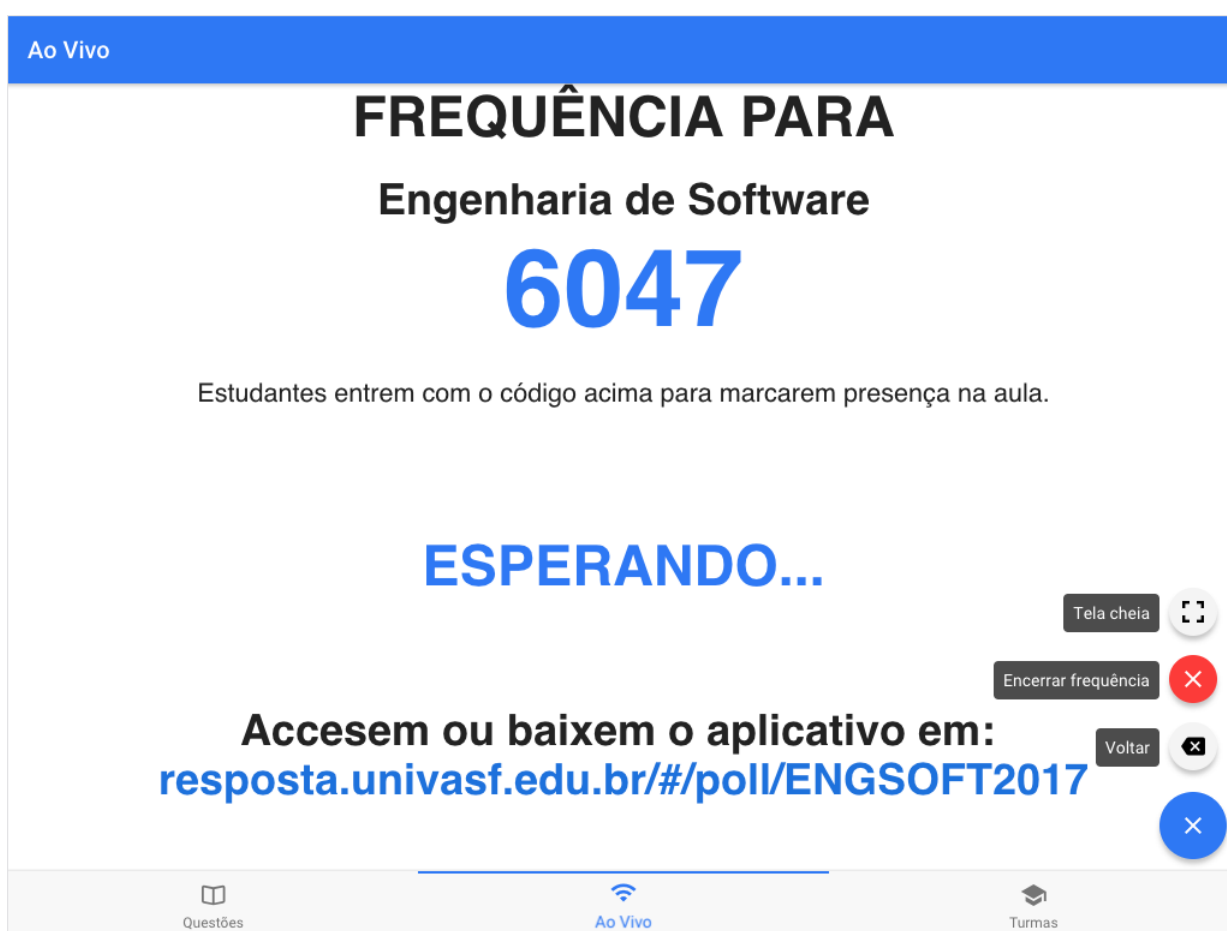 Ao Vivo
FREQUÊNCIA PARA
Engenharia de Software
6047
Estudantes entrem com o código acima para marcarem presença na aula.
ESPERANDO...
Tela cheia
Encerrar frequência
Accesem ou baixem o aplicativo em:
Voltar
resposta.univasf.edu.br/#/poll/ENGSOFT2017
Questões
Ao Vivo
Turmas